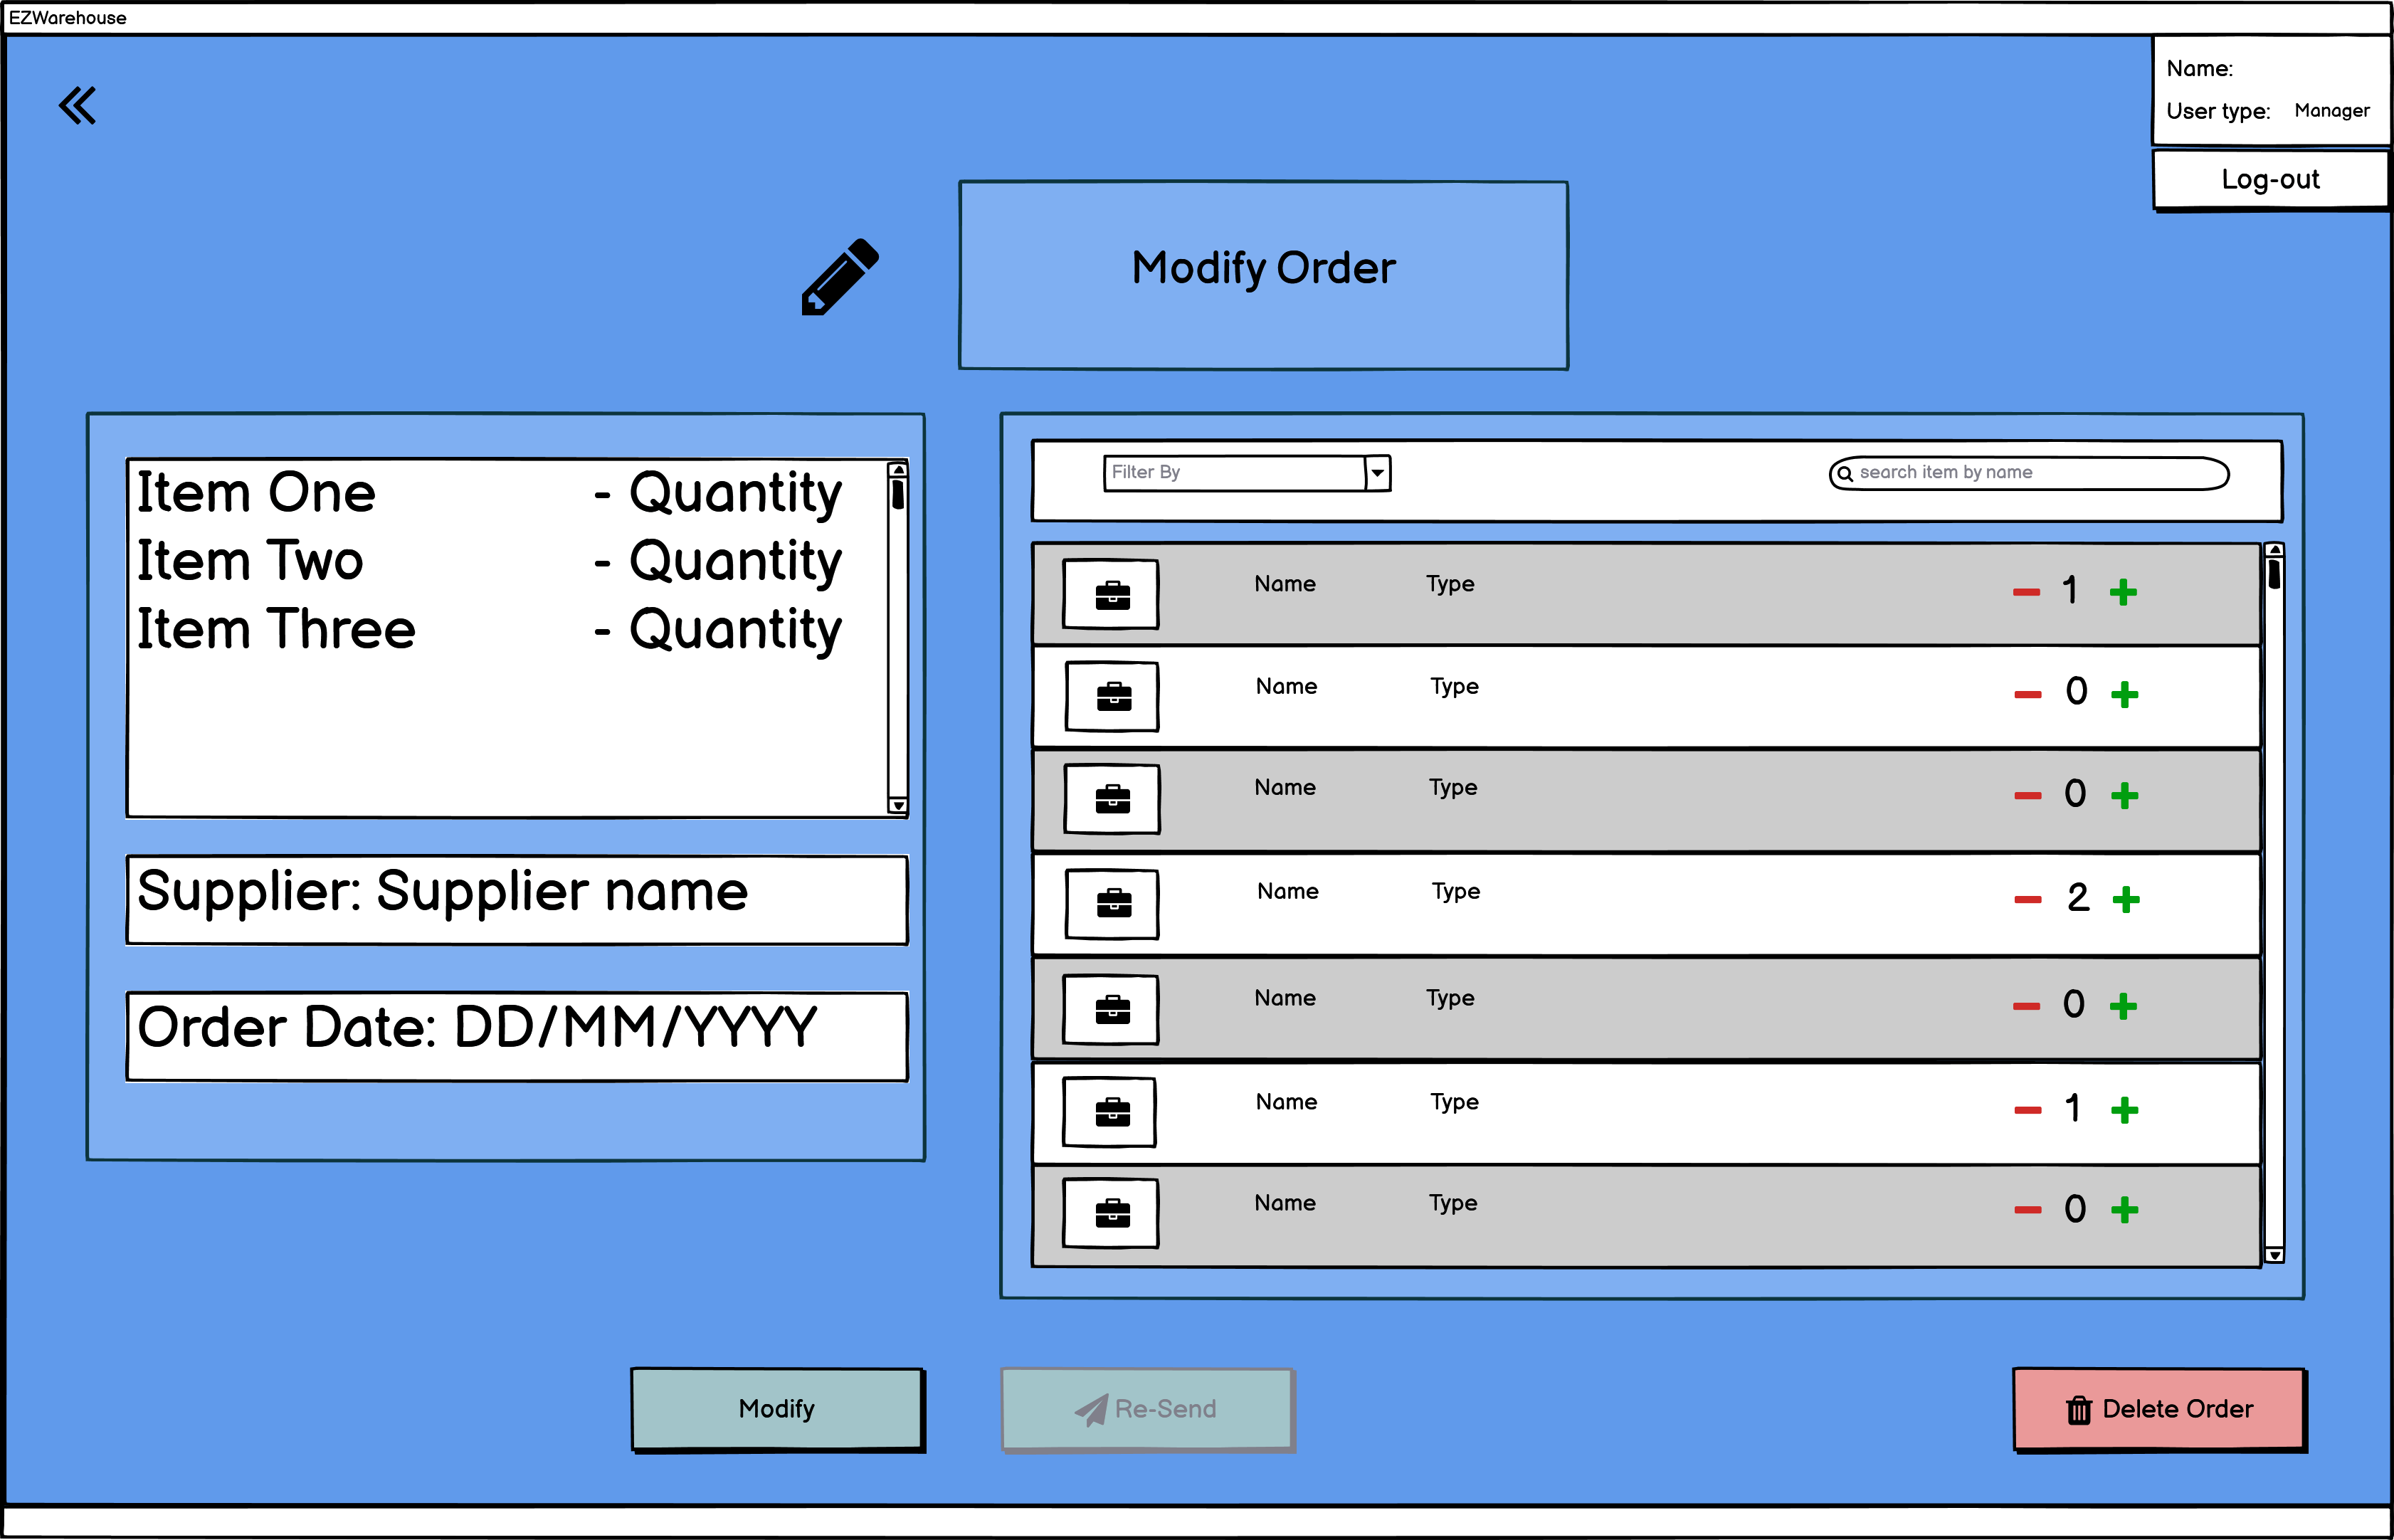 EZWarehouse
Name:
User type: Manager
Log-out
Modify Order
Item One - Quantity
Item Two - Quantity
Item Three - Quantity
Supplier: Supplier name
Order Date: DD/MM/YYYY
Filter By
search item by name
Name Type 1
Name Type 0
Name Type 0
Name Type 2
Name Type 0
Name Type 1
Name Type 0
Modify
Re-Send
Delete Order